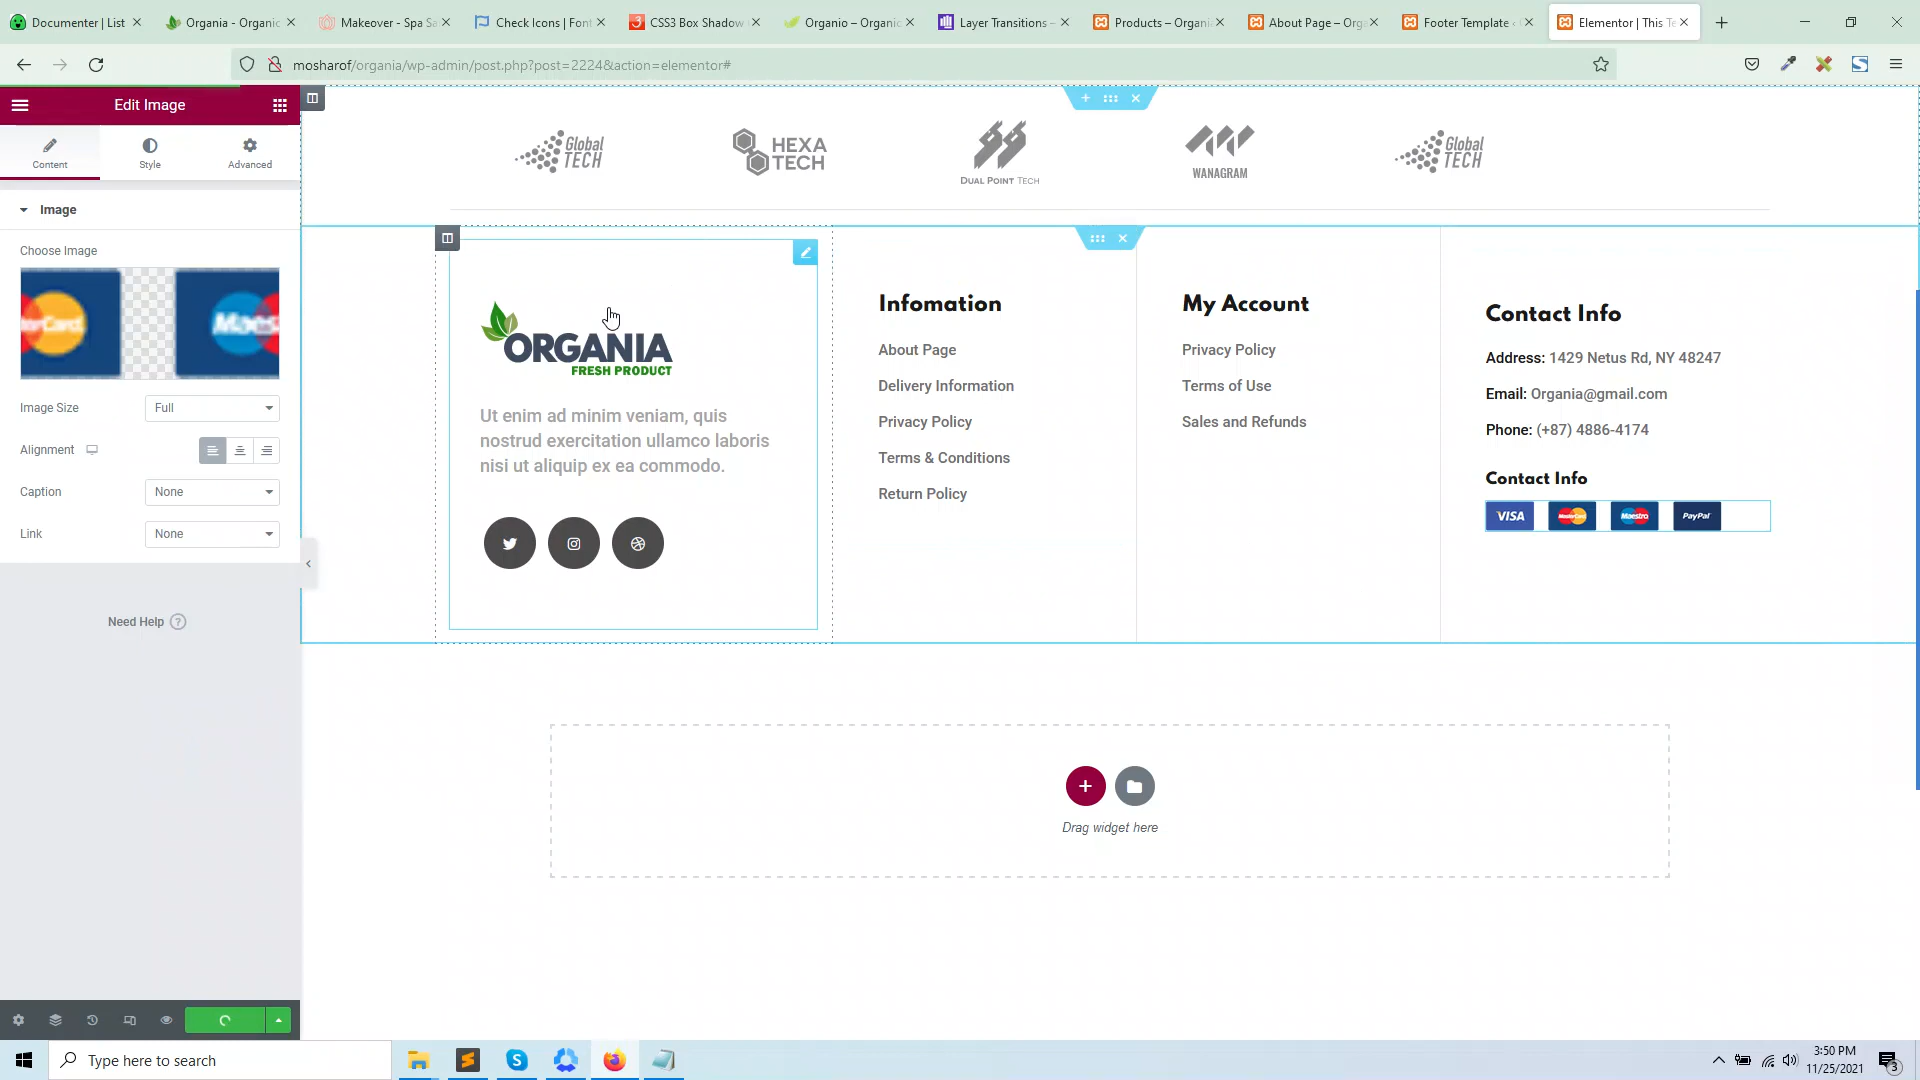 Documenter | List
Organia - Organic
Makeover - Spa Sa
Check Icons | Font
CSS3 Box Shadow
Organio – Organic
Layer Transitions –
Products – Organi
About Page – Orga
Footer Template ‹ O
Elementor | This Te
mosharof/organia/wp-admin/post.php?post=2224&action=elementor#
Edit Image
Content
Style
Advanced
Image
Choose Image
Image Size
Full
Alignment
Caption
None
Link
None
Need Help ?
Global
TECH
HEXA
TECH
DUAL POINT TECH
WANAGRAM
Global
TECH
ORGANIA
FRESH PRODUCT
Ut enim ad minim veniam, quis
nostrud exercitation ullamco laboris
nisi ut aliquip ex ea commodo.
Infomation
About Page
Delivery Information
Privacy Policy
Terms & Conditions
Return Policy
My Account
Privacy Policy
Terms of Use
Sales and Refunds
Contact Info
Address: 1429 Netus Rd, NY 48247
Email: Organia@gmail.com
Phone: (+87) 4886-4174
Contact Info
VISA
MasterCard
Maestro
PayPal
Drag widget here
Type here to search
3:50 PM
11/25/2021
3